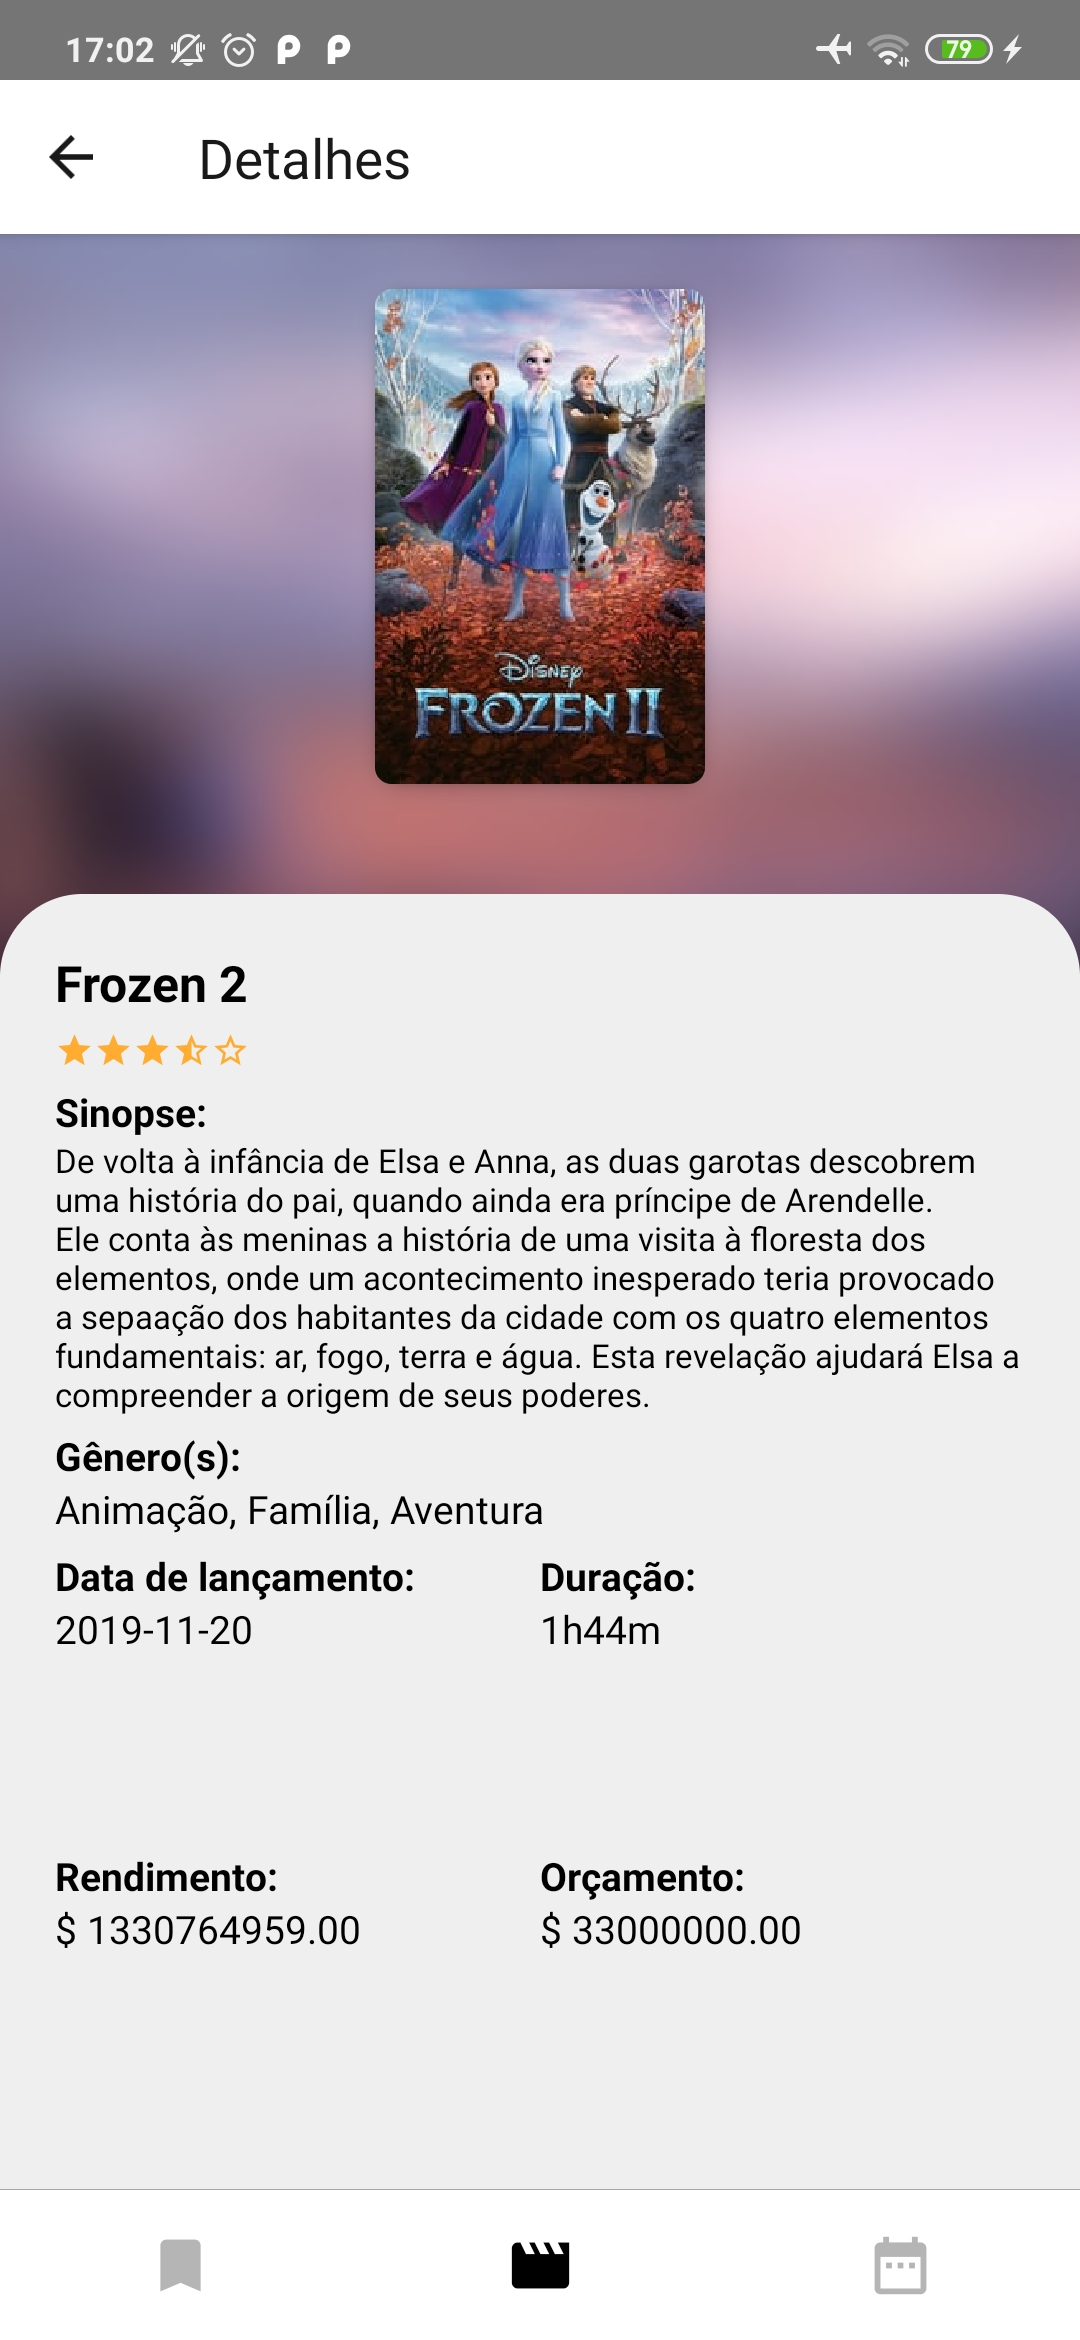 17:02
79
Detalhes
Disney
FROZEN II
Frozen 2
Sinopse:
De volta à infância de Elsa e Anna, as duas garotas descobrem
uma história do pai, quando ainda era príncipe de Arendelle.
Ele conta às meninas a história de uma visita à floresta dos
elementos, onde um acontecimento inesperado teria provocado
a sepaação dos habitantes da cidade com os quatro elementos
fundamentais: ar, fogo, terra e água. Esta revelação ajudará Elsa a
compreender a origem de seus poderes.
Gênero(s):
Animação, Família, Aventura
Data de lançamento:
Duração:
2019-11-20
1h44m
Rendimento:
Orçamento:
$ 1330764959.00
$ 33000000.00